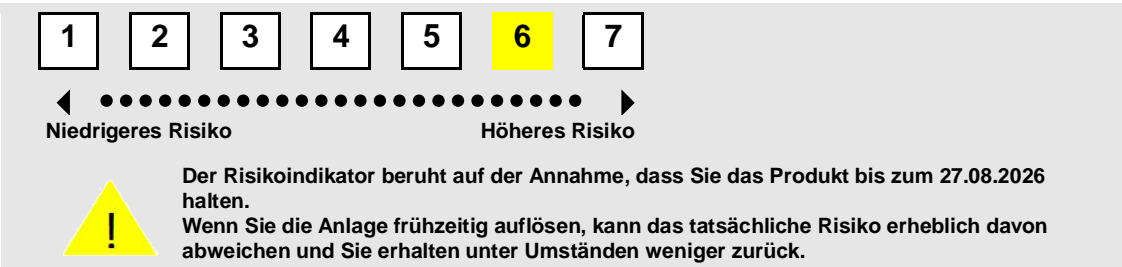 1 2 3 4 5 6 7
Niedrigeres Risiko Höheres Risiko
Der Risikoindikator beruht auf der Annahme, dass Sie das Produkt bis zum 27.08.2026
halten.
Wenn Sie die Anlage frühzeitig auflösen, kann das tatsächliche Risiko erheblich davon
abweichen und Sie erhalten unter Umständen weniger zurück.
!